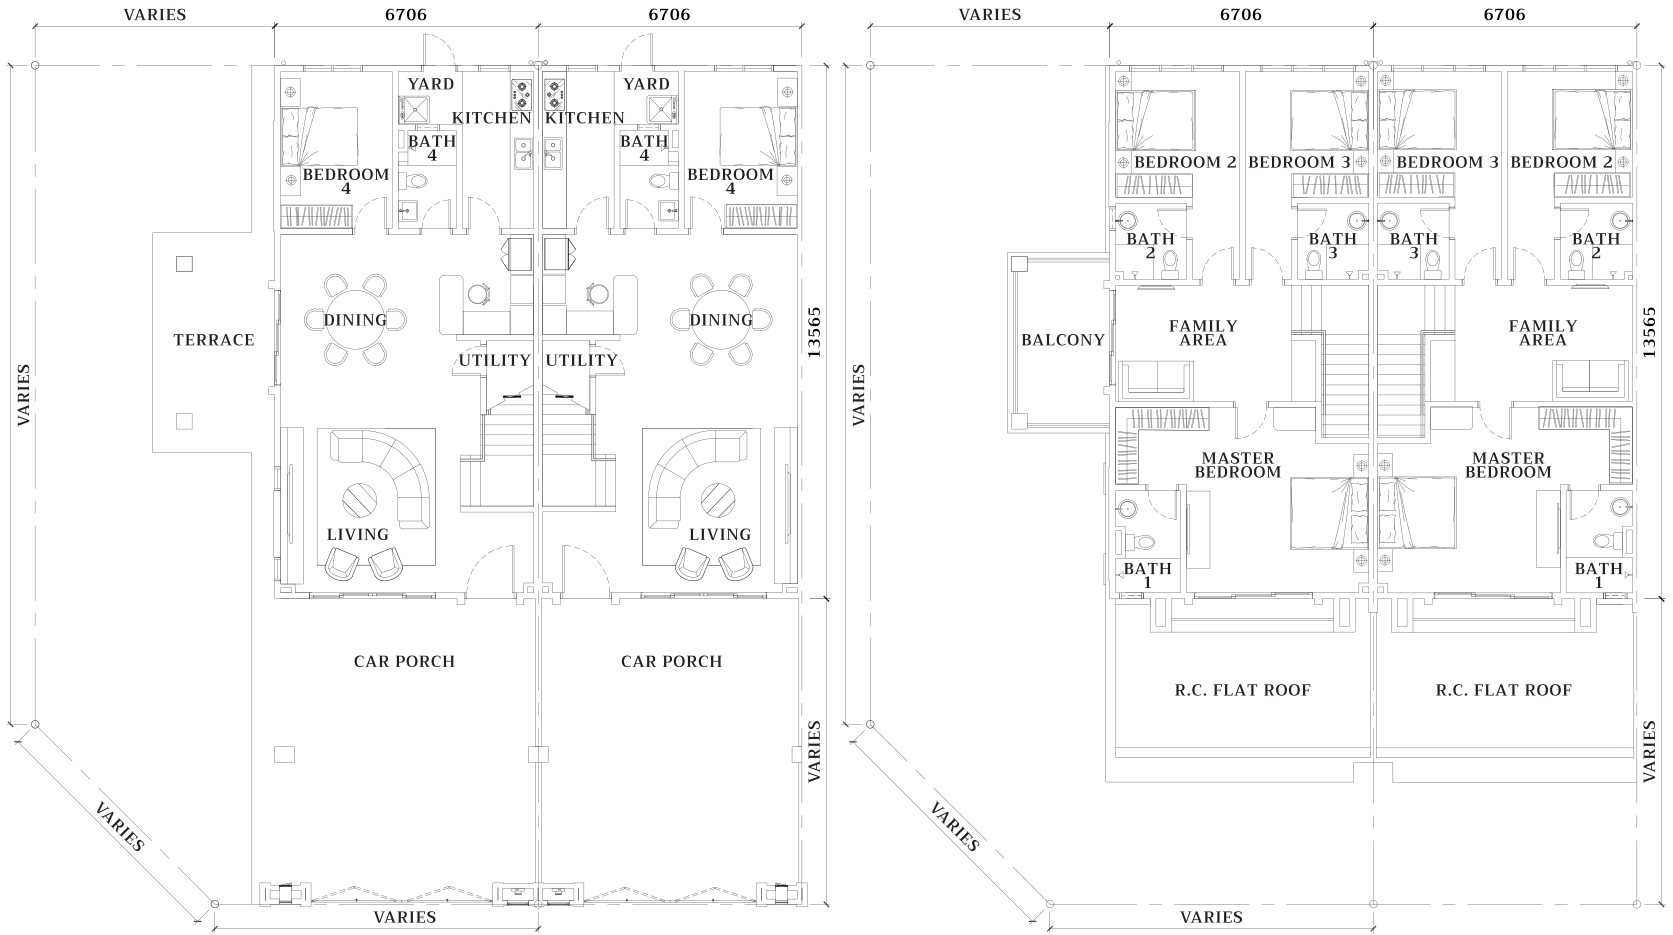 VARIES
6706
6706
YARD
YARD
KITCHEN
KITCHEN
BATH
4
BATH
4
BEDROOM
4
BEDROOM
4
TERRACE
DINING
DINING
UTILITY
UTILITY
13565
VARIES
LIVING
LIVING
CAR PORCH
CAR PORCH
VARIES
VARIES
VARIES
VARIES
6706
6706
BEDROOM 2
BEDROOM 3
BEDROOM 3
BEDROOM 2
BATH
2
BATH
3
BATH
3
BATH
2
BALCONY
FAMILY
AREA
FAMILY
AREA
13565
VARIES
MASTER
BEDROOM
MASTER
BEDROOM
BATH
1
BATH
1
R.C. FLAT ROOF
R.C. FLAT ROOF
VARIES
VARIES
VARIES